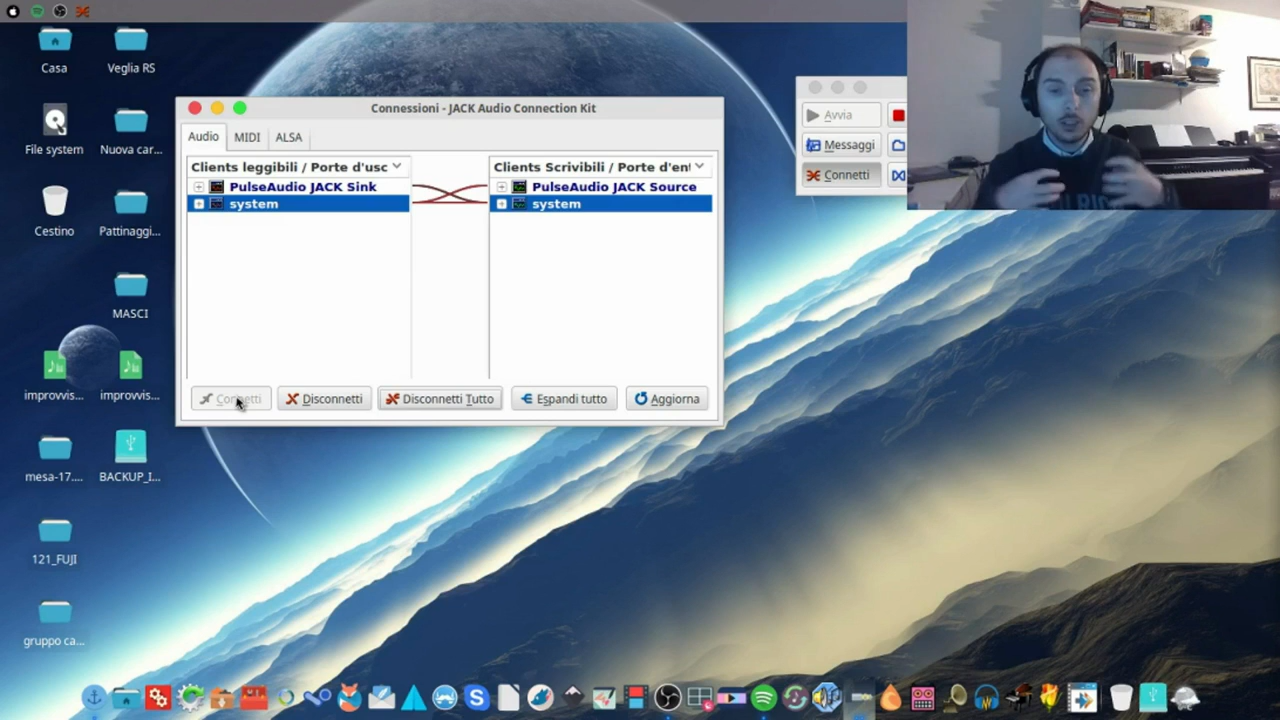 Casa
Veglia RS
File system
Nuova car...
Cestino
Pattinaggi...
MASCI
improvvis...
improvvis...
mesa-17....
BACKUP_I...
121_FUJI
gruppo ca...
Connessioni - JACK Audio Connection Kit
Audio
MIDI
ALSA
Clients leggibili / Porte d'usc
Clients Scrivibili / Porte d'ent
PulseAudio JACK Sink
PulseAudio JACK Source
system
system
Connetti
Disconnetti
Disconnetti Tutto
Espandi tutto
Aggiorna
Avvia
Messaggi
Connetti